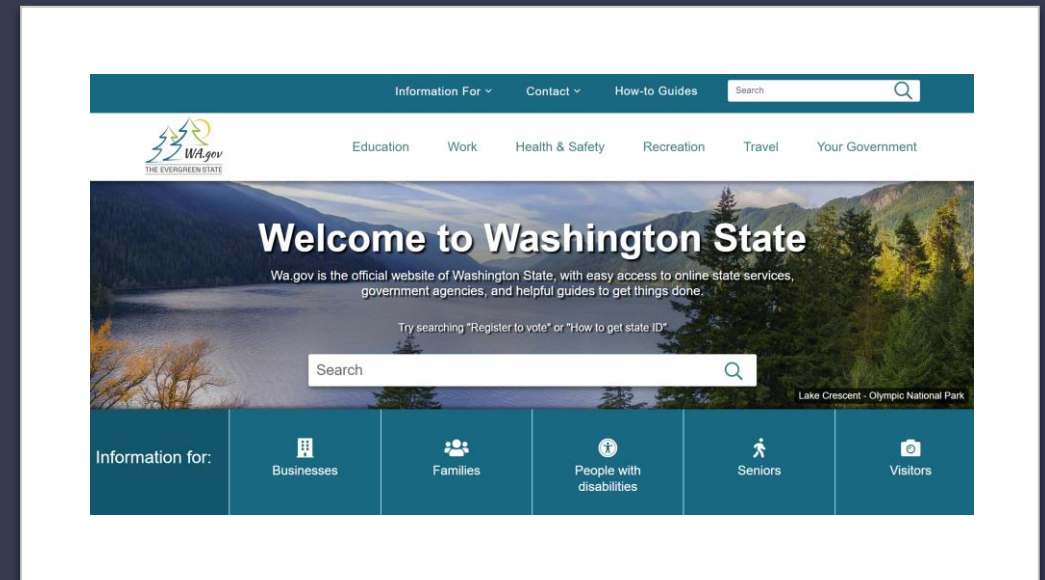 Information For
Contact
How-to Guides
Search
WA.gov
THE EVERGREEN STATE
Education
Work
Health & Safety
Recreation
Travel
Your Government
Welcome to Washington State
Wa.gov is the official website of Washington State, with easy access to online state services,
government agencies, and helpful guides to get things done.
Try searching "Register to vote" or "How to get state ID"
Search
Lake Crescent - Olympic National Park
Information for:
Businesses
Families
People with
disabilities
Seniors
Visitors